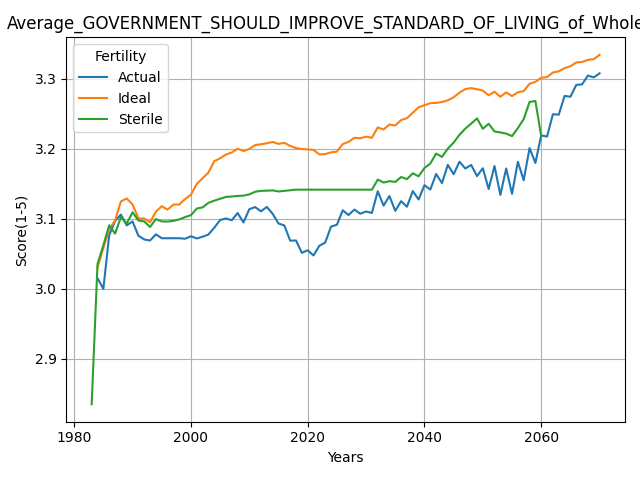 Average_GOVERNMENT_SHOULD_IMPROVE_STANDARD_OF_LIVING_of_Whole
Fertility
Actual
Ideal
Sterile
Score(1-5)
3.3
3.2
3.1
3.0
2.9
1980 2000 2020 2040 2060
Years